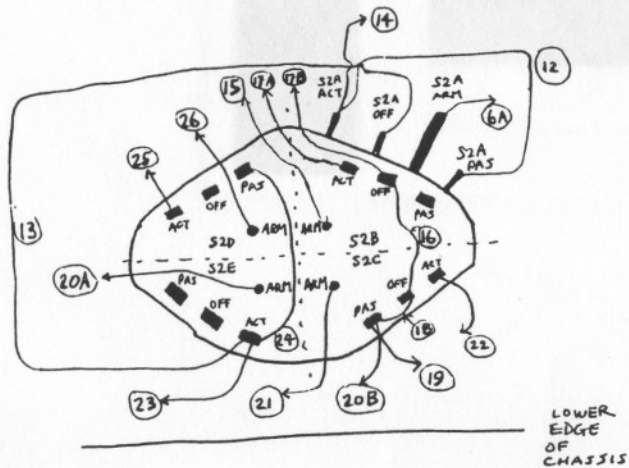 14
12
S2A
ACT
S2A
OFF
S2A
ARM
6A
S2A
PAS
15
17A
17B
26
25
PAS
OFF
ACT
ACT
OFF
PAS
ARM
ARM
13
S2D
S2B
16
S2E
S2C
20A
ARM
ARM
ACT
PAS
OFF
ACT
OFF
PAS
24
18
22
19
23
21
20B
LOWER
EDGE
OF
CHASSIS